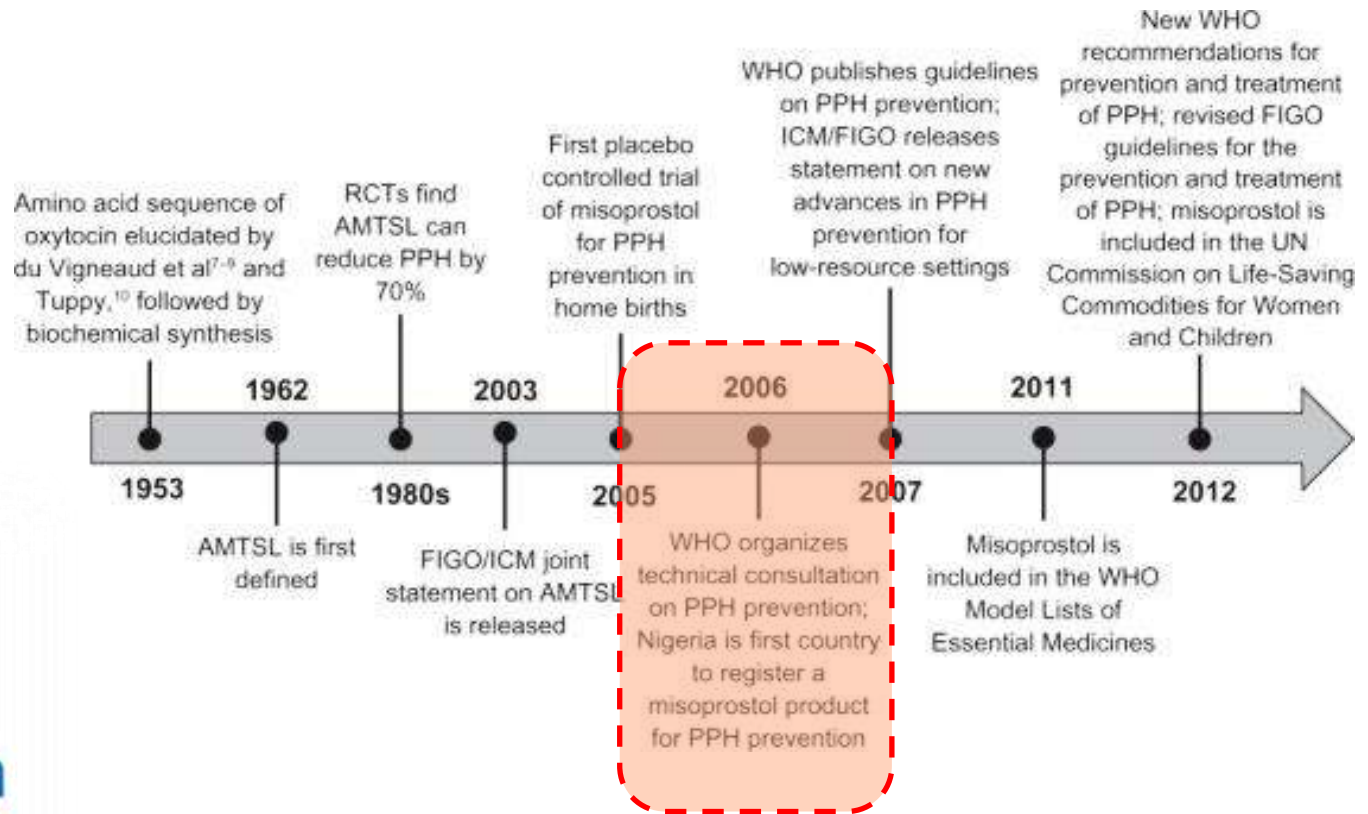 Amino acid sequence of
oxytocin elucidated by
du Vigneaud et al⁷⁻⁹ and
Tuppy,¹⁰ followed by
biochemical synthesis
1953
1962
AMTSL is first
defined
RCTs find
AMTSL can
reduce PPH by
70%
1980s
2003
FIGO/ICM joint
statement on AMTSL
is released
First placebo
controlled trial
of misoprostol
for PPH
prevention in
home births
2005
2006
WHO organizes
technical consultation
on PPH prevention;
Nigeria is first country
to register a
misoprostol product
for PPH prevention
WHO publishes guidelines
on PPH prevention;
ICM/FIGO releases
statement on new
advances in PPH
prevention for
low-resource settings
2007
2011
Misoprostol is
included in the WHO
Model Lists of
Essential Medicines
New WHO
recommendations for
prevention and treatment
of PPH; revised FIGO
guidelines for the
prevention and treatment
of PPH; misoprostol is
included in the UN
Commission on Life-Saving
Commodities for Women
and Children
2012